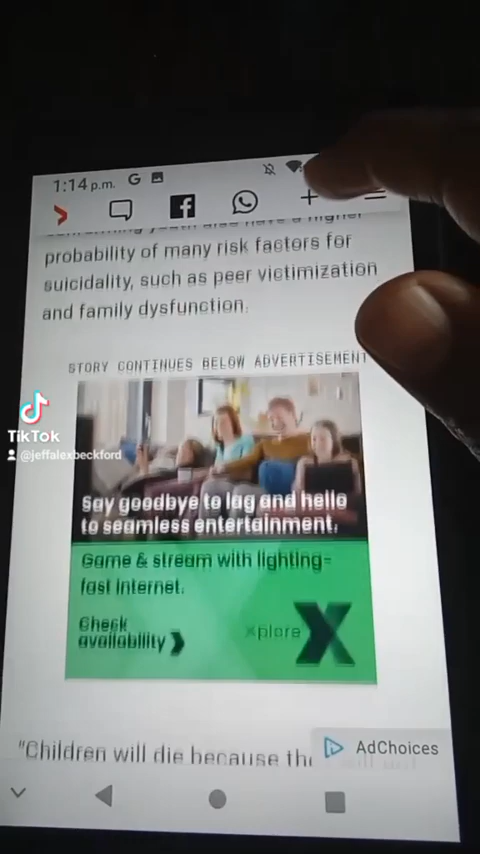 1:14 p.m. G
probability of many risk factors for
suicidality, such as peer victimization
and family dysfunction.
STORY CONTINUES BELOW ADVERTISEMENT
TikTok
@jeffalexbeckford
Say goodbye to lag and hello
to seamless entertainment.
Game & stream with lighting-
fast internet.
Check
availability
xplore X
"Children will die because
AdChoices